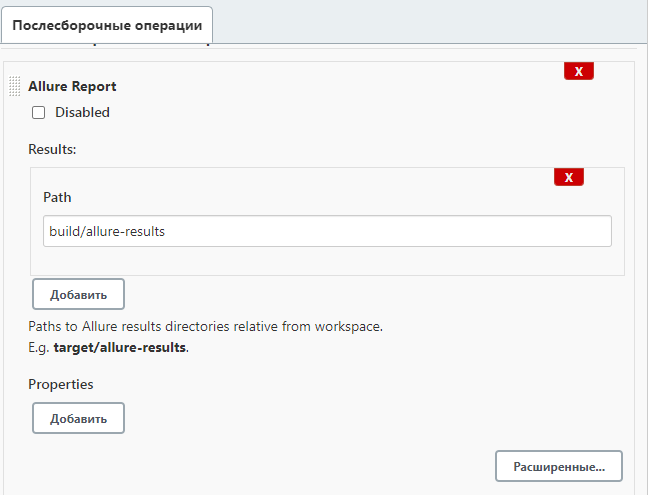 Послесборочные операции
X
Allure Report
Disabled
Results:
X
Path
build/allure-results
Добавить
Paths to Allure results directories relative from workspace.
E.g. target/allure-results.
Properties
Добавить
Расширенные...